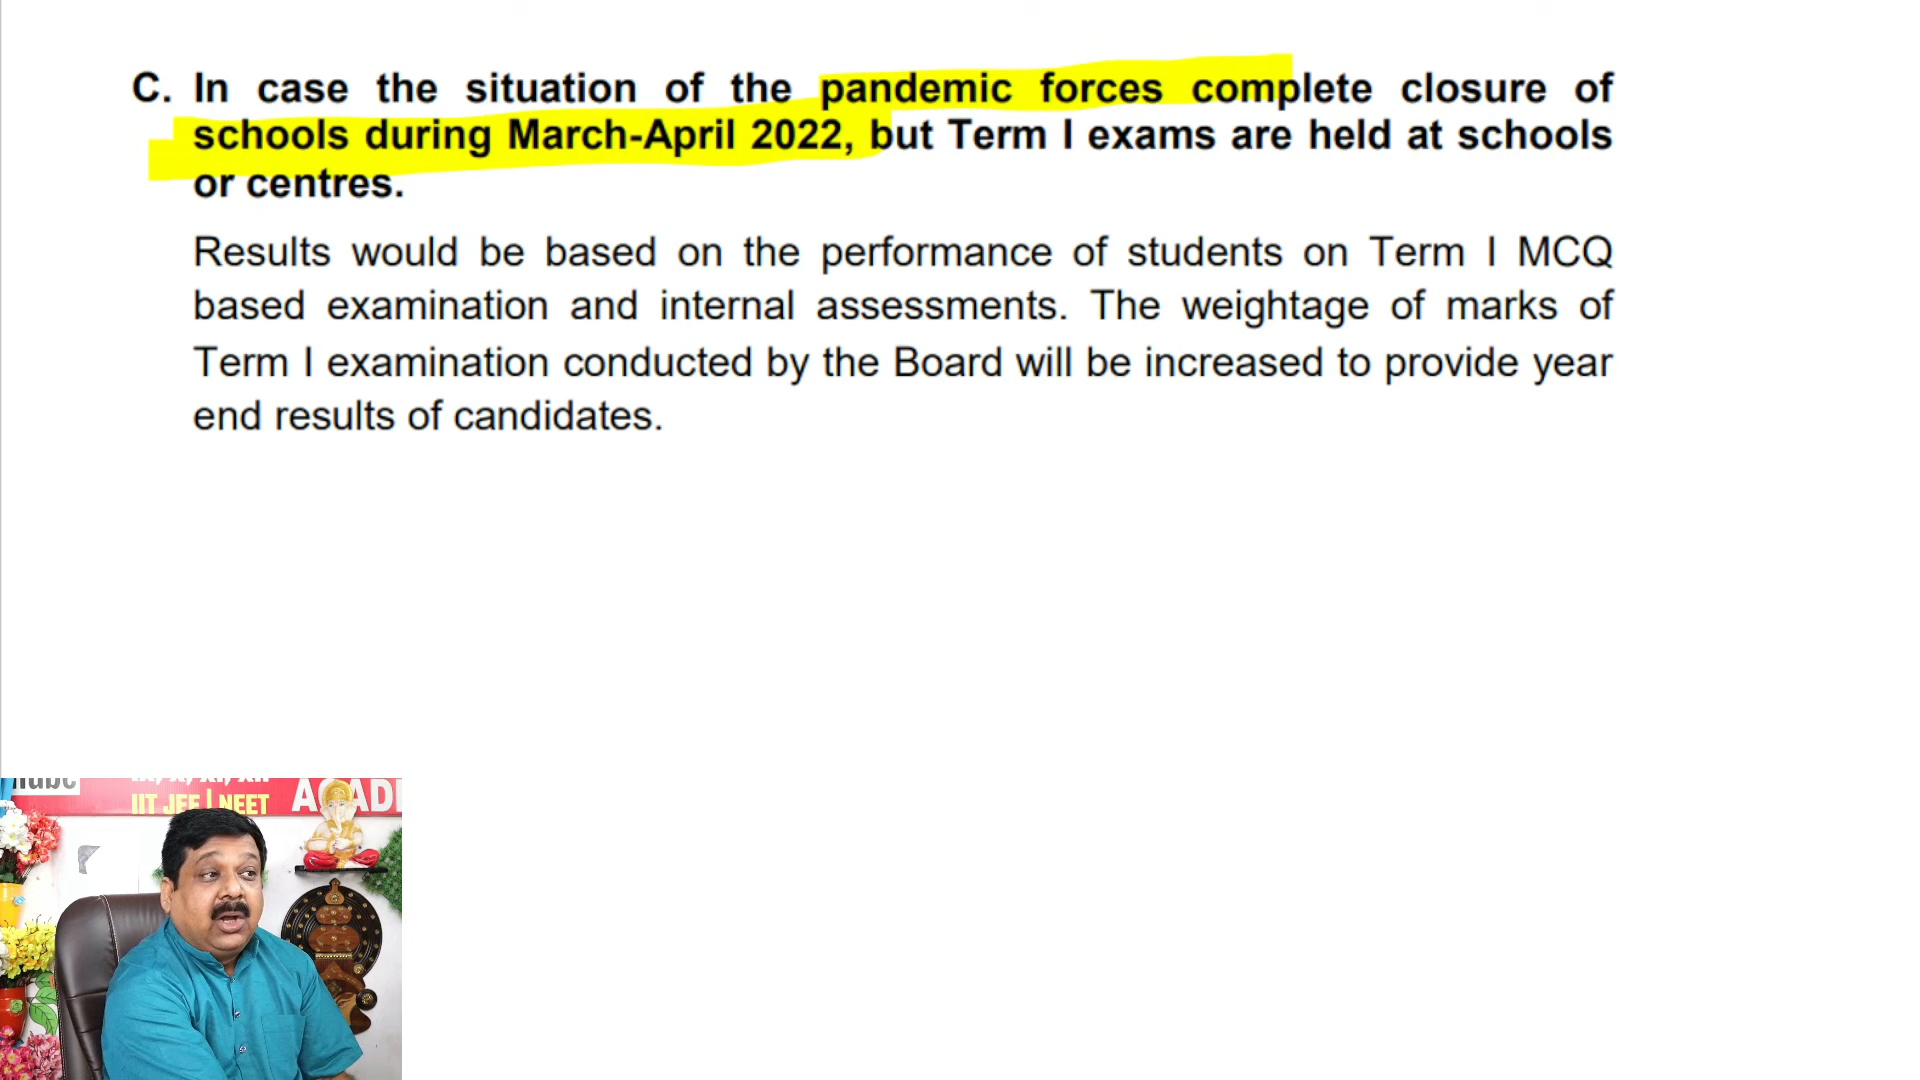 C. In case the situation of the pandemic forces complete closure of
schools during March-April 2022, but Term I exams are held at schools
or centres.
Results would be based on the performance of students on Term I MCQ
based examination and internal assessments. The weightage of marks of
Term I examination conducted by the Board will be increased to provide year
end results of candidates.
IIT JEE | NEET